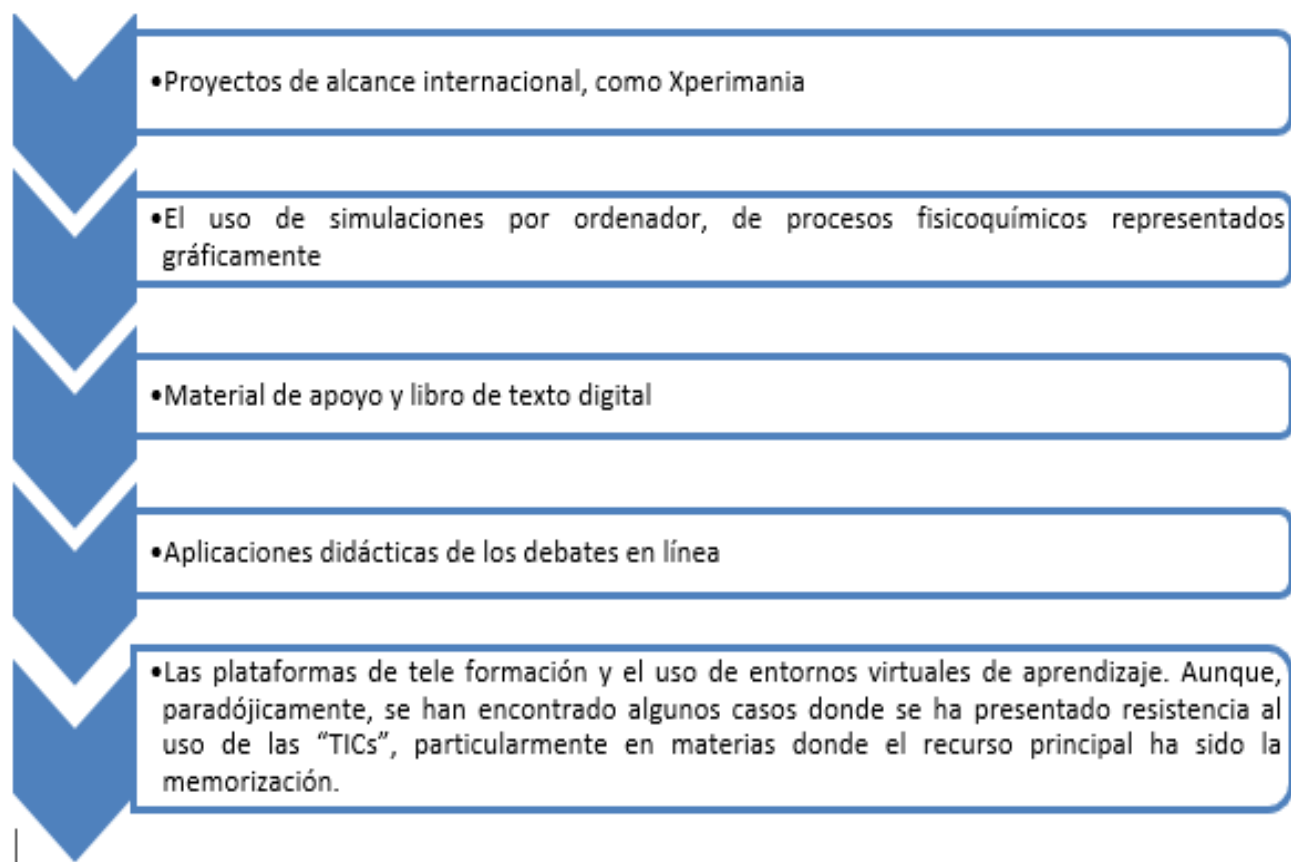 •Proyectos de alcance internacional, como Xperimania
•El uso de simulaciones por ordenador, de procesos fisicoquímicos representados
gráficamente
•Material de apoyo y libro de texto digital
•Aplicaciones didácticas de los debates en línea
•Las plataformas de tele formación y el uso de entornos virtuales de aprendizaje. Aunque,
paradójicamente, se han encontrado algunos casos donde se ha presentado resistencia al
uso de las “TICs”, particularmente en materias donde el recurso principal ha sido la
memorización.